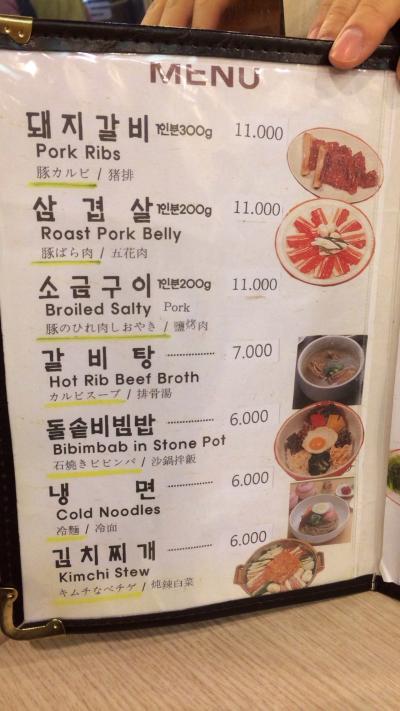 MENU
돼지갈비 1인분300g 11.000
Pork Ribs
豚カルビ / 猪排
삼겹살 1인분200g 11.000
Roast Pork Belly
豚ばら肉 / 五花肉
소금구이 1인분200g 11.000
Broiled Salty Pork
豚のひれ肉しおやき / 鹽烤肉
갈비탕 ............... 7.000
Hot Rib Beef Broth
カルビスープ / 排骨湯
돌솥비빔밥 ............ 6.000
Bibimbab in Stone Pot
石焼きビビンバ / 沙鍋拌飯
냉면 ............... 6.000
Cold Noodles
冷麺 / 冷面
김치찌개 ............ 6.000
Kimchi Stew
キムチなべチゲ / 炖辣白菜